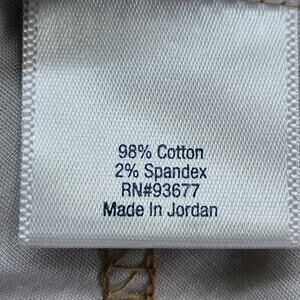 98% Cotton
2% Spandex
RN#93677
Made In Jordan